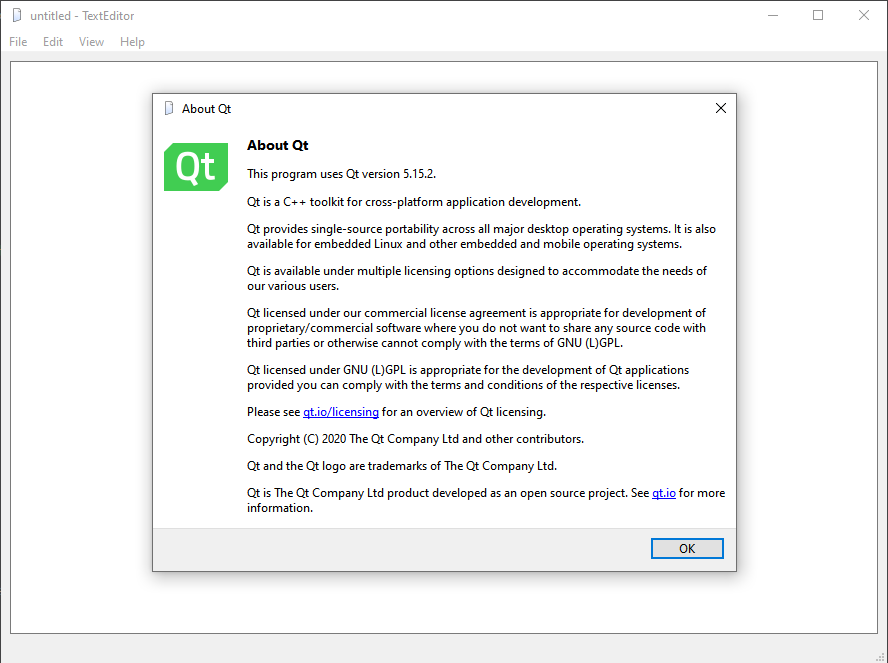 untitled - TextEditor
File Edit View Help
About Qt
Qt
About Qt
This program uses Qt version 5.15.2.
Qt is a C++ toolkit for cross-platform application development.
Qt provides single-source portability across all major desktop operating systems. It is also
available for embedded Linux and other embedded and mobile operating systems.
Qt is available under multiple licensing options designed to accommodate the needs of
our various users.
Qt licensed under our commercial license agreement is appropriate for development of
proprietary/commercial software where you do not want to share any source code with
third parties or otherwise cannot comply with the terms of GNU (L)GPL.
Qt licensed under GNU (L)GPL is appropriate for the development of Qt applications
provided you can comply with the terms and conditions of the respective licenses.
Please see qt.io/licensing for an overview of Qt licensing.
Copyright (C) 2020 The Qt Company Ltd and other contributors.
Qt and the Qt logo are trademarks of The Qt Company Ltd.
Qt is The Qt Company Ltd product developed as an open source project. See qt.io for more
information.
OK